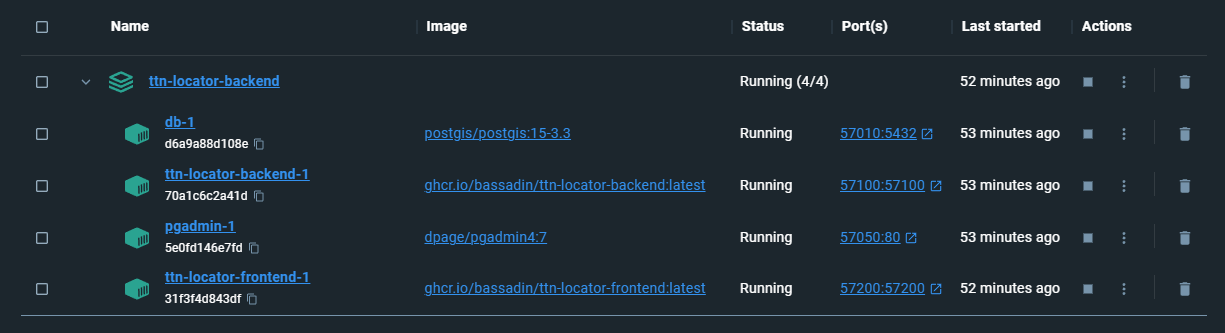 Name Image Status Port(s) Last started Actions
ttn-locator-backend Running (4/4) 52 minutes ago
db-1
d6a9a88d108e
postgis/postgis:15-3.3 Running 57010:5432 53 minutes ago
ttn-locator-backend-1
70a1c6c2a41d
ghcr.io/bassadin/ttn-locator-backend:latest Running 57100:57100 53 minutes ago
pgadmin-1
5e0fd146e7fd
dpage/pgadmin4:7 Running 57050:80 53 minutes ago
ttn-locator-frontend-1
31f3f4d843df
ghcr.io/bassadin/ttn-locator-frontend:latest Running 57200:57200 52 minutes ago